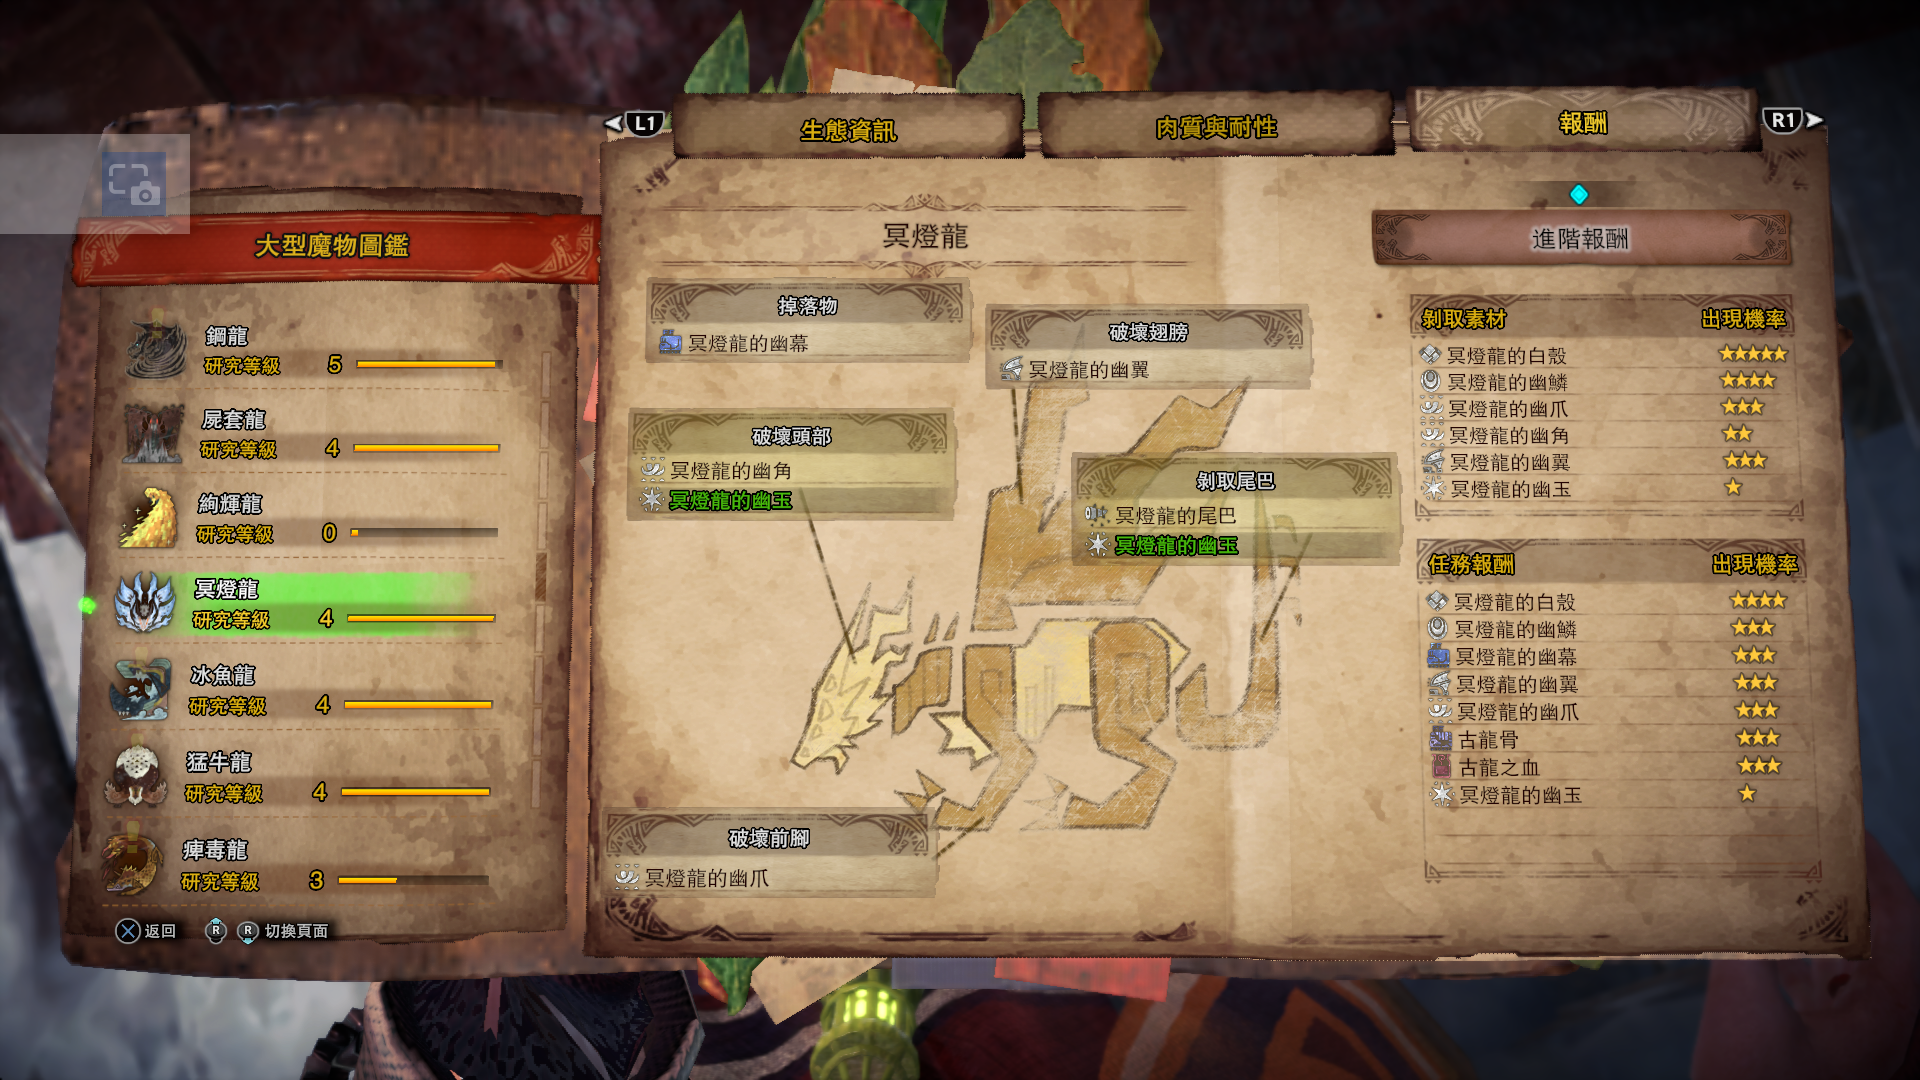 L1
生態資訊
肉質與耐性
報酬
R1
大型魔物圖鑑
鋼龍
研究等級 5
屍套龍
研究等級 4
絢輝龍
研究等級 0
冥燈龍
研究等級 4
冰魚龍
研究等級 4
猛牛龍
研究等級 4
痺毒龍
研究等級 3
返回
R
R
切換頁面
冥燈龍
掉落物
冥燈龍的幽幕
破壞翅膀
冥燈龍的幽翼
破壞頭部
冥燈龍的幽角
冥燈龍的幽玉
剝取尾巴
冥燈龍的尾巴
冥燈龍的幽玉
破壞前腳
冥燈龍的幽爪
進階報酬
剝取素材 出現機率
冥燈龍的白殼 ★★★★★
冥燈龍的幽鱗 ★★★★
冥燈龍的幽爪 ★★★
冥燈龍的幽角 ★★
冥燈龍的幽翼 ★★★
冥燈龍的幽玉 ★
任務報酬 出現機率
冥燈龍的白殼 ★★★★
冥燈龍的幽鱗 ★★★
冥燈龍的幽幕 ★★★
冥燈龍的幽翼 ★★★
冥燈龍的幽爪 ★★★
古龍骨 ★★★
古龍之血 ★★★
冥燈龍的幽玉 ★